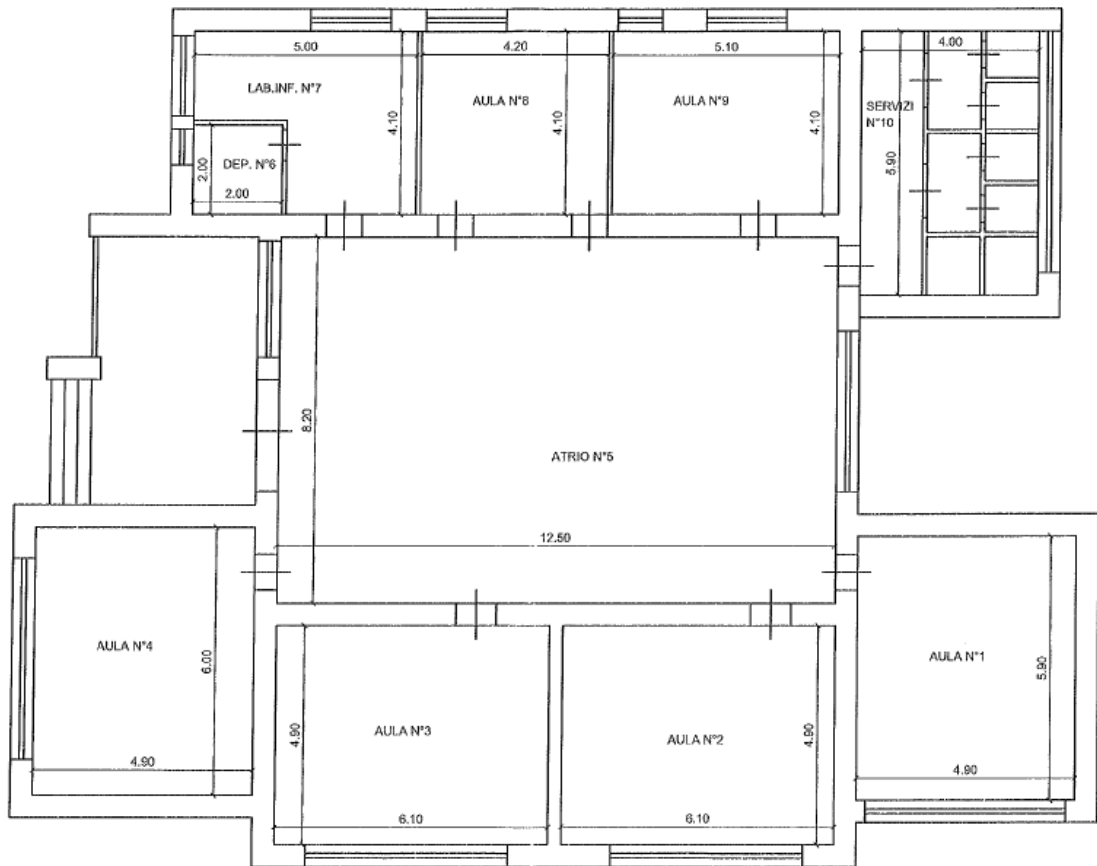 5.00
4.20
5.10
4.00
LAB.INF. N°7
AULA N°8
AULA N°9
SERVIZI
N°10
4.10
4.10
4.10
5.90
DEP. N°6
2.00
2.00
8.20
ATRIO N°5
12.50
AULA N°4
6.00
4.90
AULA N°3
4.90
6.10
AULA N°2
4.90
6.10
AULA N°1
5.90
4.90